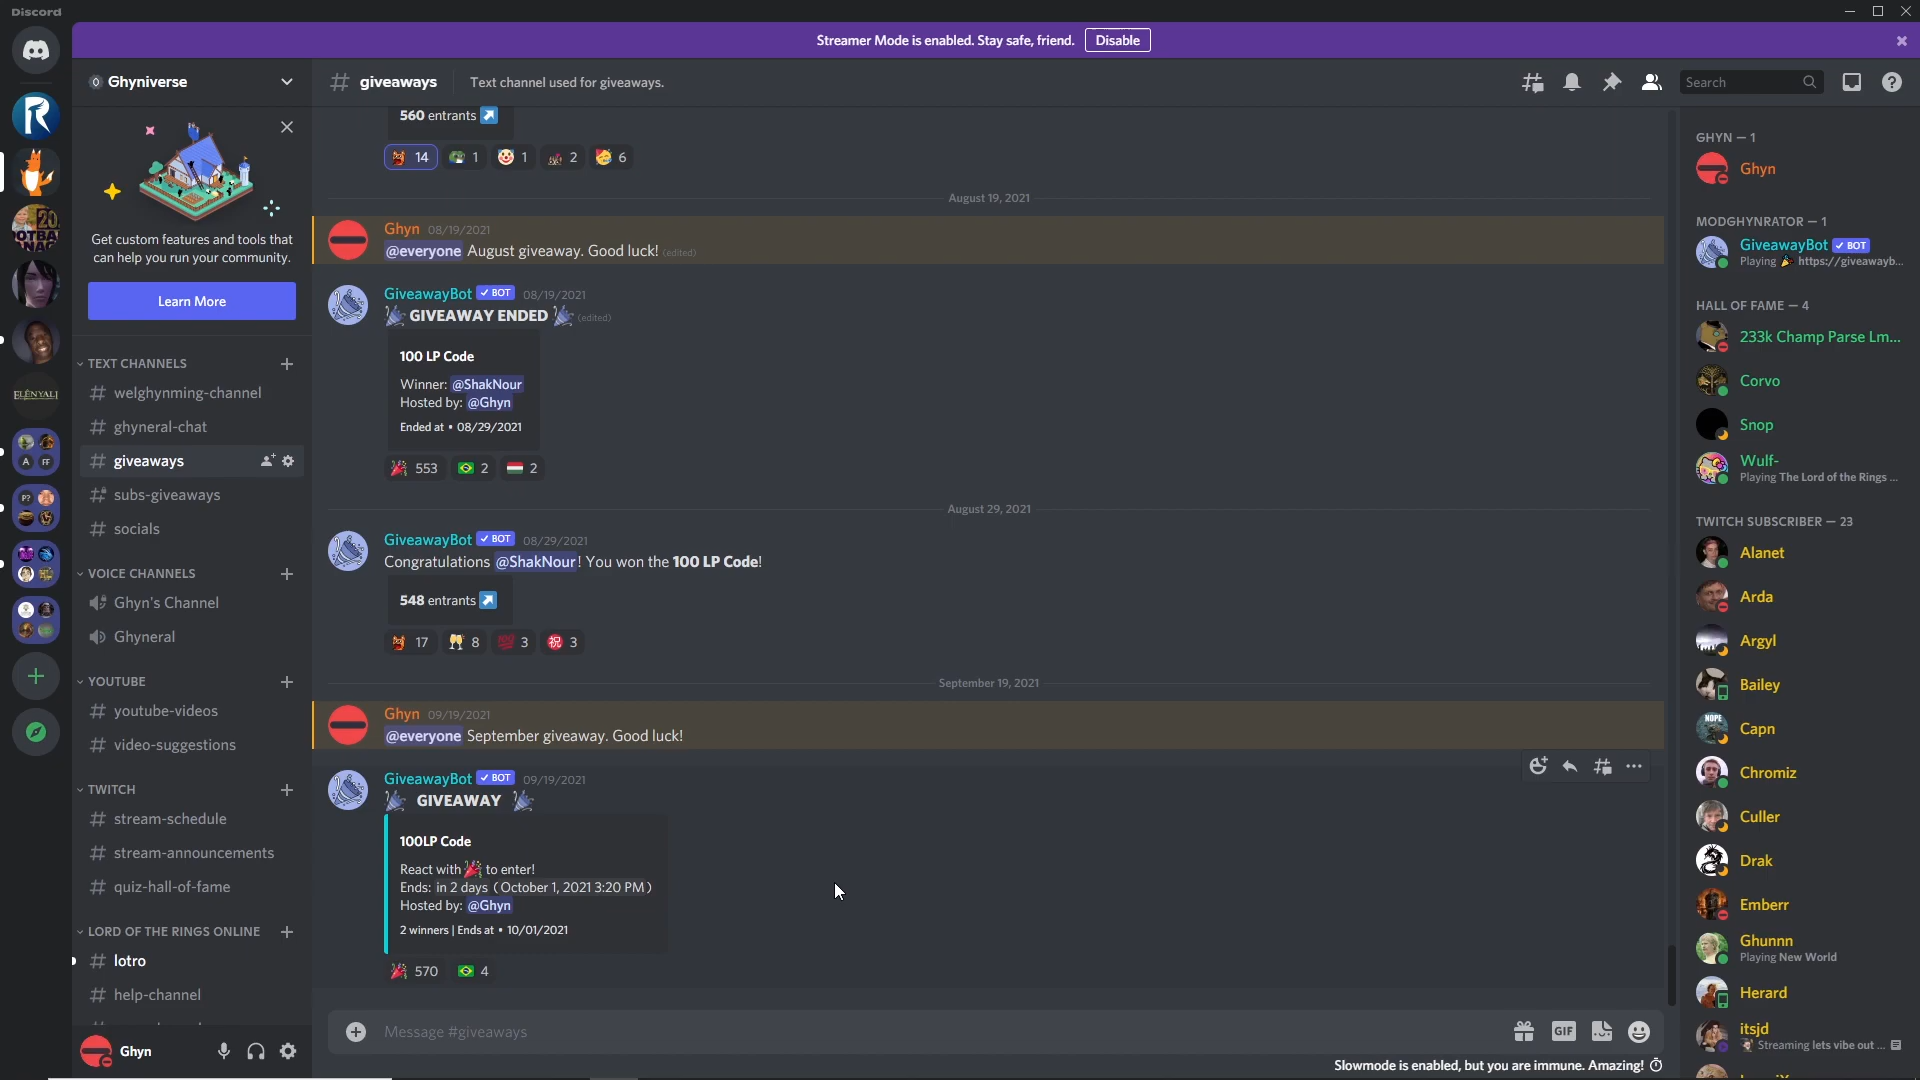 Discord
Streamer Mode is enabled. Stay safe, friend. Disable
Ghyniverse
giveaways Text channel used for giveaways.
Search
Get custom features and tools that
can help you run your community.
Learn More
TEXT CHANNELS
welghynming-channel
ghyneral-chat
giveaways
subs-giveaways
socials
VOICE CHANNELS
Ghyn's Channel
Ghyneral
YOUTUBE
youtube-videos
video-suggestions
TWITCH
stream-schedule
stream-announcements
quiz-hall-of-fame
LORD OF THE RINGS ONLINE
lotro
help-channel
Ghyn
ELENYALI
A FF
P?
560 entrants
14 1 1 2 6
August 19, 2021
Ghyn 08/19/2021
@everyone August giveaway. Good luck! (edited)
GiveawayBot BOT 08/19/2021
GIVEAWAY ENDED (edited)
100 LP Code
Winner: @ShakNour
Hosted by: @Ghyn
Ended at • 08/29/2021
553 2 2
August 29, 2021
GiveawayBot BOT 08/29/2021
Congratulations @ShakNour! You won the 100 LP Code!
548 entrants
17 8 3 3
September 19, 2021
Ghyn 09/19/2021
@everyone September giveaway. Good luck!
GiveawayBot BOT 09/19/2021
GIVEAWAY
100LP Code
React with to enter!
Ends: in 2 days (October 1, 2021 3:20 PM)
Hosted by: @Ghyn
2 winners | Ends at • 10/01/2021
570 4
Message #giveaways
GIF
Slowmode is enabled, but you are immune. Amazing!
GHYN — 1
Ghyn
MODGHYNRATOR — 1
GiveawayBot BOT
Playing https://giveawayb...
HALL OF FAME — 4
233k Champ Parse Lm...
Corvo
Snop
Wulf-
Playing The Lord of the Rings ...
TWITCH SUBSCRIBER — 23
Alanet
Arda
Argyl
Bailey
NOPE
Capn
Chromiz
Culler
Drak
Emberr
Ghunnn
Playing New World
Herard
itsjd
Streaming lets vibe out ...